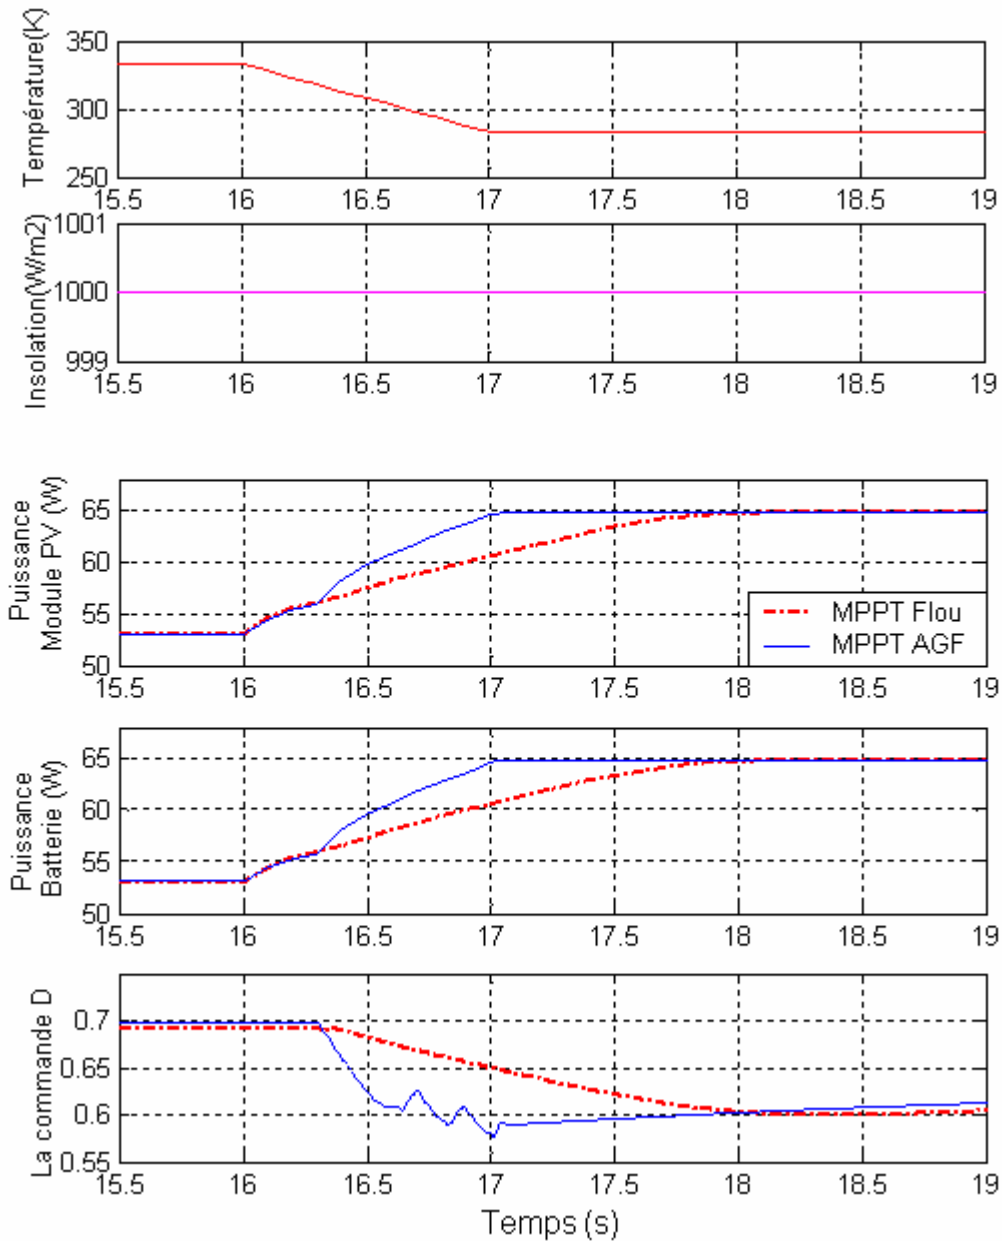 Température(K)
350
300
250
15.5 16 16.5 17 17.5 18 18.5 19
Insolation(W/m2)
1001
1000
999
15.5 16 16.5 17 17.5 18 18.5 19
Puissance
Module PV (W)
65
60
55
50
MPPT Flou
MPPT AGF
15.5 16 16.5 17 17.5 18 18.5 19
Puissance
Batterie (W)
65
60
55
50
15.5 16 16.5 17 17.5 18 18.5 19
La commande D
0.7
0.65
0.6
0.55
15.5 16 16.5 17 17.5 18 18.5 19
Temps (s)